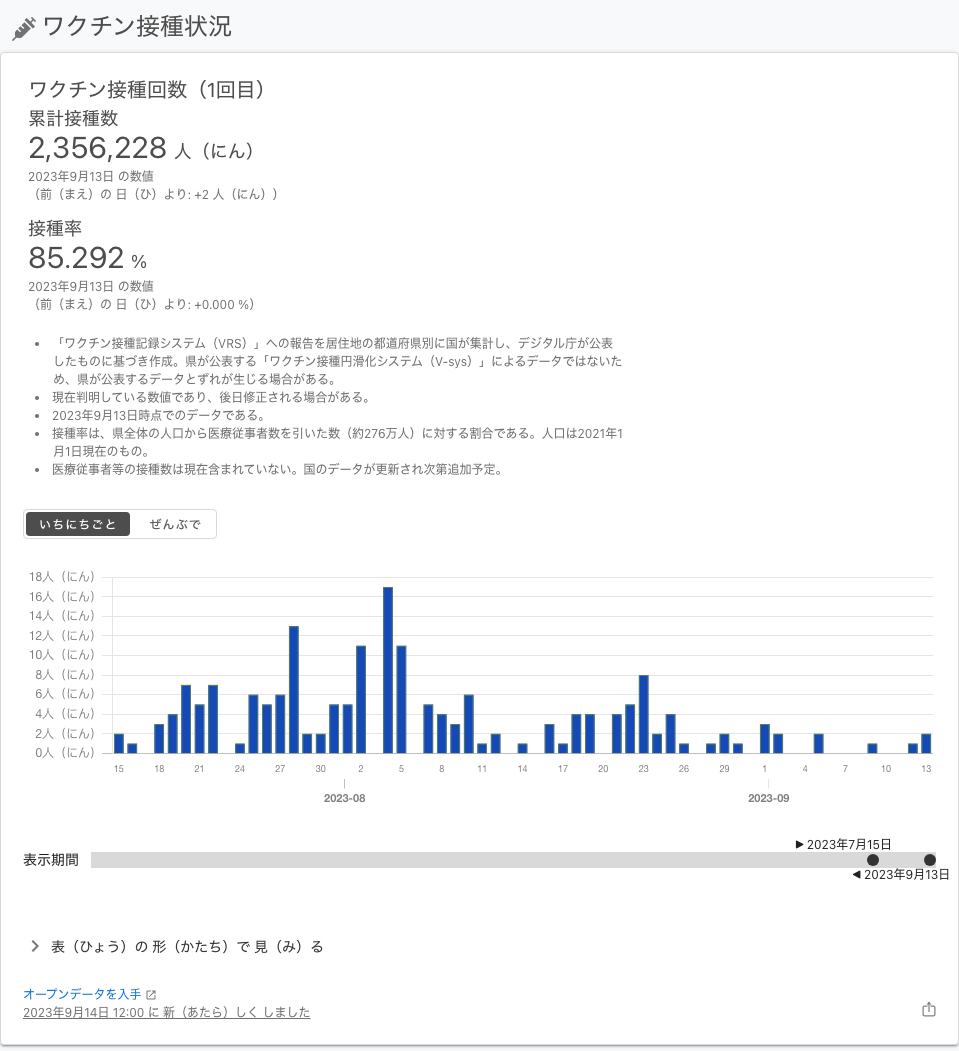 ワクチン接種状況
ワクチン接種回数（1回目）
累計接種数
2,356,228 人（にん）
2023年9月13日 の数値
（前（まえ）の 日（ひ）より: +2 人（にん））
接種率
85.292 %
2023年9月13日 の数値
（前（まえ）の 日（ひ）より: +0.000 %）
・「ワクチン接種記録システム（VRS）」への報告を居住地の都道府県別に国が集計し、デジタル庁が公表
したものに基づき作成。県が公表する「ワクチン接種円滑化システム（V-sys）」によるデータではないた
め、県が公表するデータとずれが生じる場合がある。
・現在判明している数値であり、後日修正される場合がある。
・2023年9月13日時点でのデータである。
・接種率は、県全体の人口から医療従事者数を引いた数（約276万人）に対する割合である。人口は2021年1
月1日現在のもの。
・医療従事者等の接種数は現在含まれていない。国のデータが更新され次第追加予定。
いちにちごと ぜんぶで
18人（にん）
16人（にん）
14人（にん）
12人（にん）
10人（にん）
8人（にん）
6人（にん）
4人（にん）
2人（にん）
0人（にん）
15 18 21 24 27 30 2 5 8 11 14 17 20 23 26 29 1 4 7 10 13
2023-08 2023-09
▶ 2023年7月15日
表示期間
◀ 2023年9月13日
表（ひょう）の 形（かたち）で 見（み）る
オープンデータを入手
2023年9月14日 12:00 に 新（あたら）しく しました